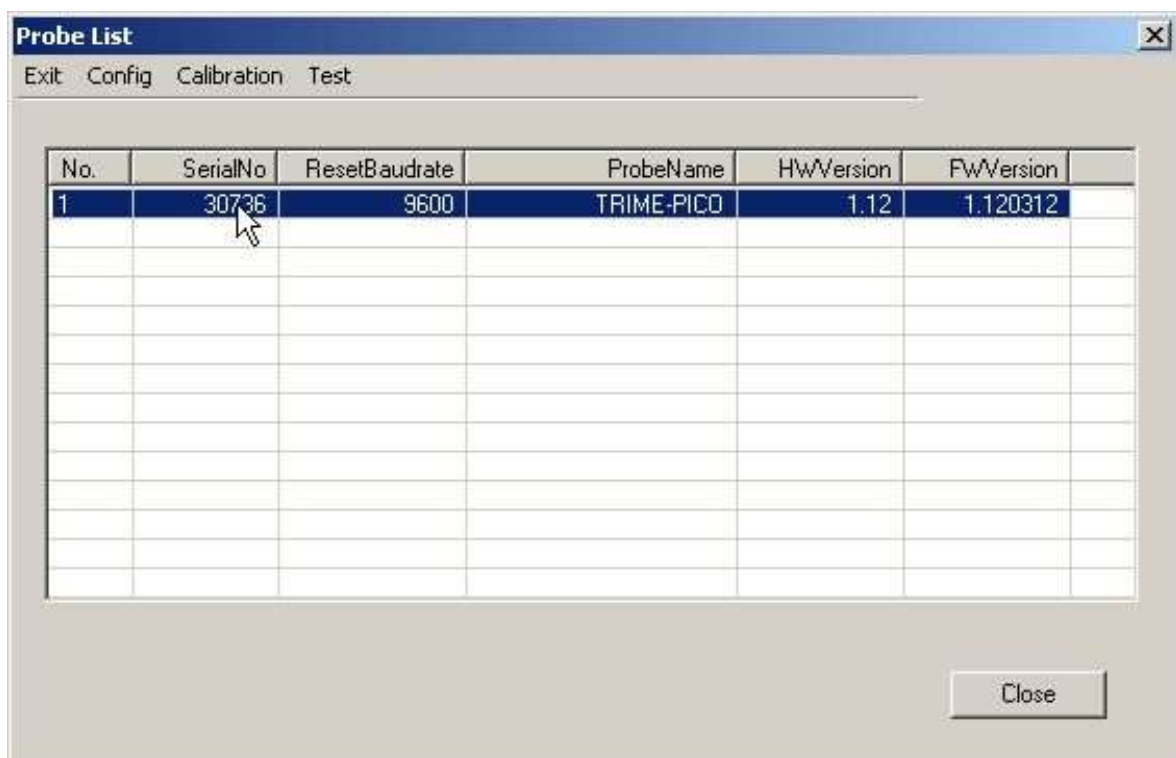 Probe List
Exit Config Calibration Test
No. SerialNo ResetBaudrate ProbeName HWVersion FWVersion
1 30736 9600 TRIME-PICO 1.12 1.120312
Close